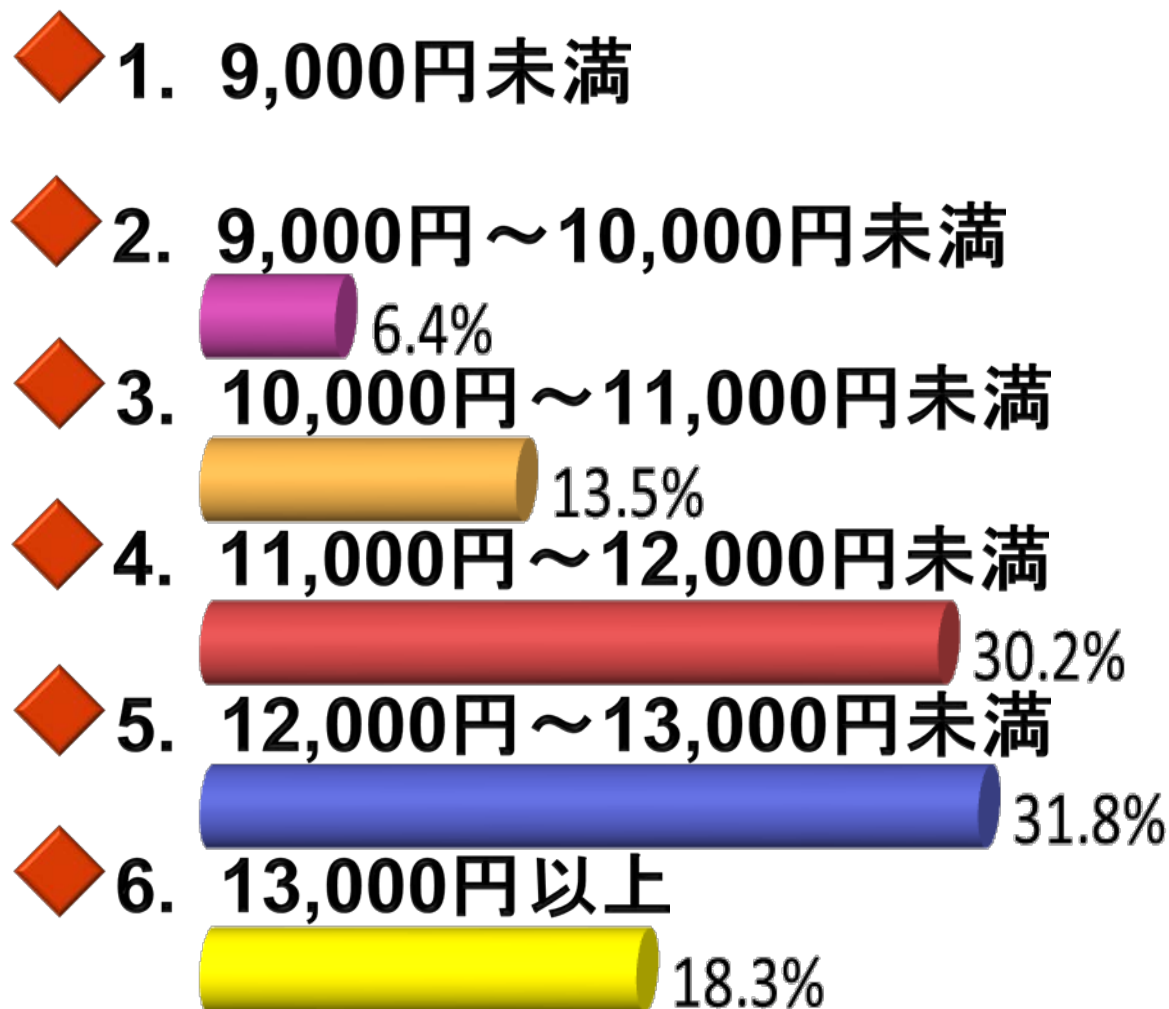 1. 9,000円未満
2. 9,000円～10,000円未満
6.4%
3. 10,000円～11,000円未満
13.5%
4. 11,000円～12,000円未満
30.2%
5. 12,000円～13,000円未満
31.8%
6. 13,000円以上
18.3%